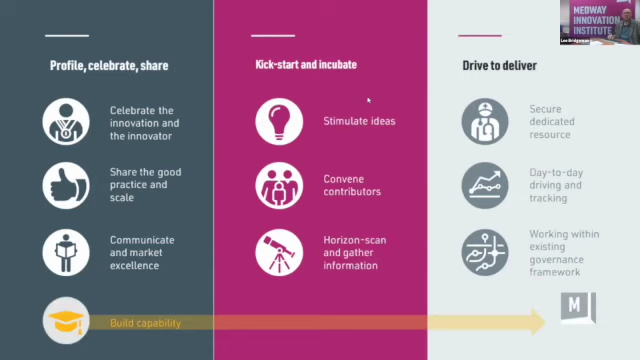 Profile, celebrate, share
Celebrate the
innovation and
the innovator
Share the good
practice and
scale
Communicate
and market
excellence
Build capability
Kick-start and incubate
Stimulate ideas
Convene
contributors
Horizon-scan
and gather
information
Drive to deliver
Secure
dedicated
resource
Day-to-day
driving and
tracking
Working within
existing
governance
framework
M
MEDWAY
INNOVATION
INSTITUTE
Lee Bridgeman